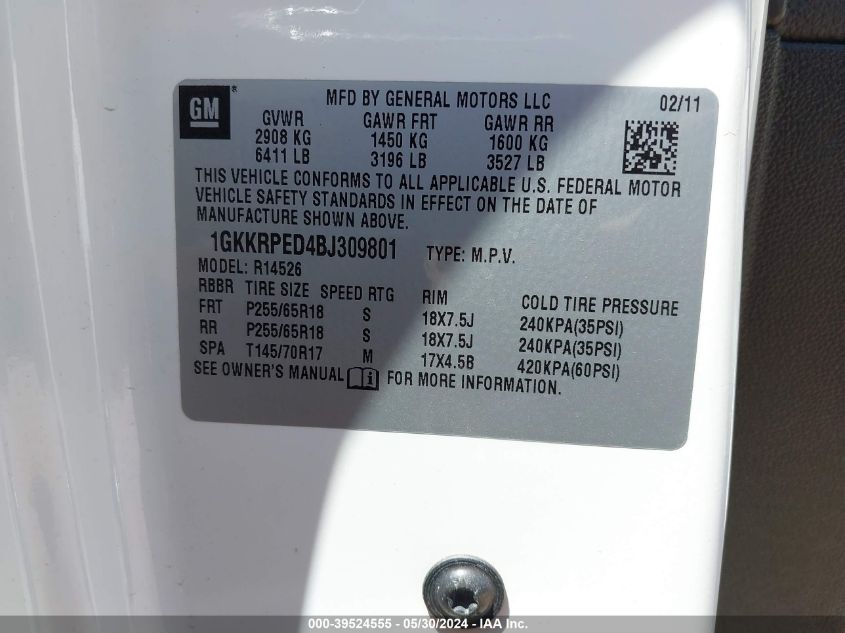 GM MFD BY GENERAL MOTORS LLC 02/11
GVWR GAWR FRT GAWR RR
2908 KG 1450 KG 1600 KG
6411 LB 3196 LB 3527 LB
THIS VEHICLE CONFORMS TO ALL APPLICABLE U.S. FEDERAL MOTOR
VEHICLE SAFETY STANDARDS IN EFFECT ON THE DATE OF
MANUFACTURE SHOWN ABOVE.
1GKKRPED4BJ309801 TYPE: M.P.V.
MODEL: R14526
RBBR TIRE SIZE SPEED RTG RIM COLD TIRE PRESSURE
FRT P255/65R18 S 18X7.5J 240KPA(35PSI)
RR P255/65R18 S 18X7.5J 240KPA(35PSI)
SPA T145/70R17 M 17X4.5B 420KPA(60PSI)
SEE OWNER'S MANUAL i FOR MORE INFORMATION.
000-39524555 / 05/30/2024 - IAA Inc.